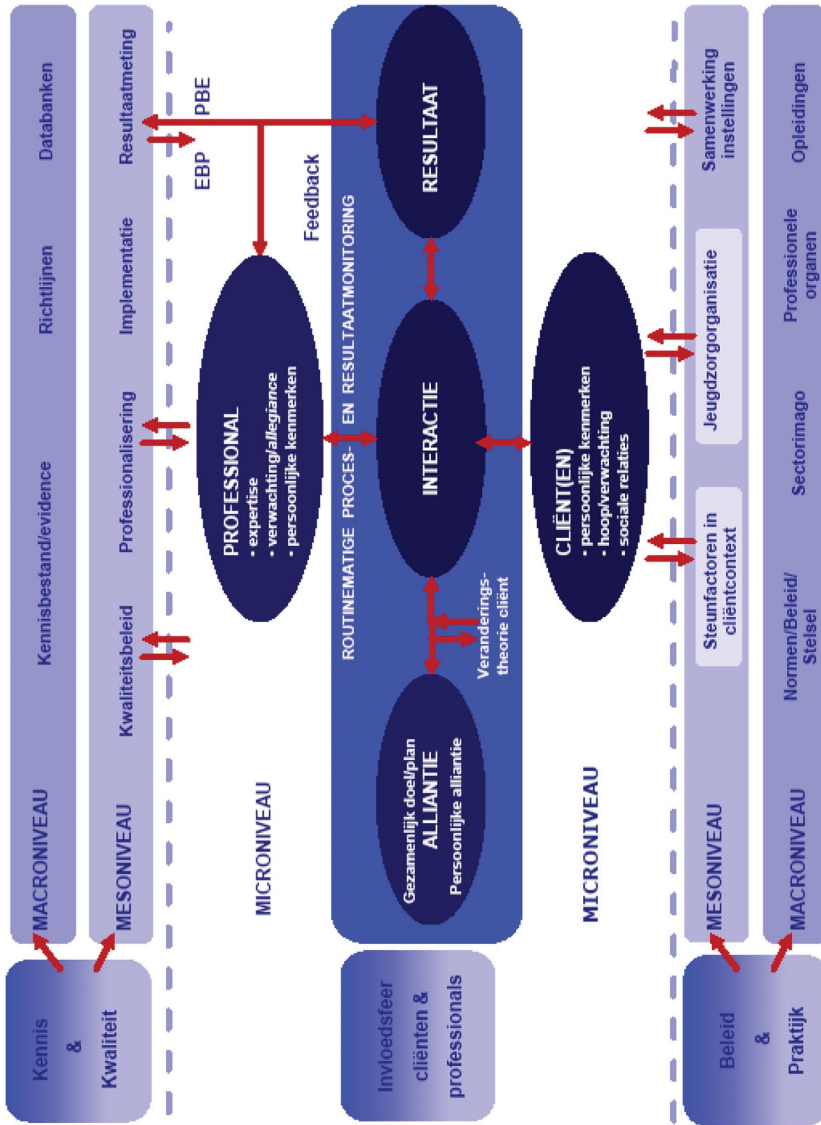 Kennis
&
Kwaliteit
MACRONIVEAU
Kennisbestand/evidence
Richtlijnen
Databanken
MESONIVEAU
Kwaliteitsbeleid
Professionalisering
Implementatie
Resultaatmeting
EBP
PBE
MICRONIVEAU
PROFESSIONAL
• expertise
• verwachting/allegiance
• persoonlijke kenmerken
Feedback
Invloedsfeer
cliënten &
professionals
ROUTINEMATIGE PROCES- EN RESULTAATMONITORING
Gezamenlijk doel/plan
ALLIANTIE
Persoonlijke alliantie
Veranderings-
theorie cliënt
INTERACTIE
RESULTAAT
MICRONIVEAU
CLIËNT(EN)
• persoonlijke kenmerken
• hoop/verwachting
• sociale relaties
Beleid
&
Praktijk
MESONIVEAU
Steunfactoren in
cliëntcontext
Jeugdzorgorganisatie
Samenwerking
instellingen
MACRONIVEAU
Normen/Beleid/
Stelsel
Sectorimago
Professionele
organen
Opleidingen